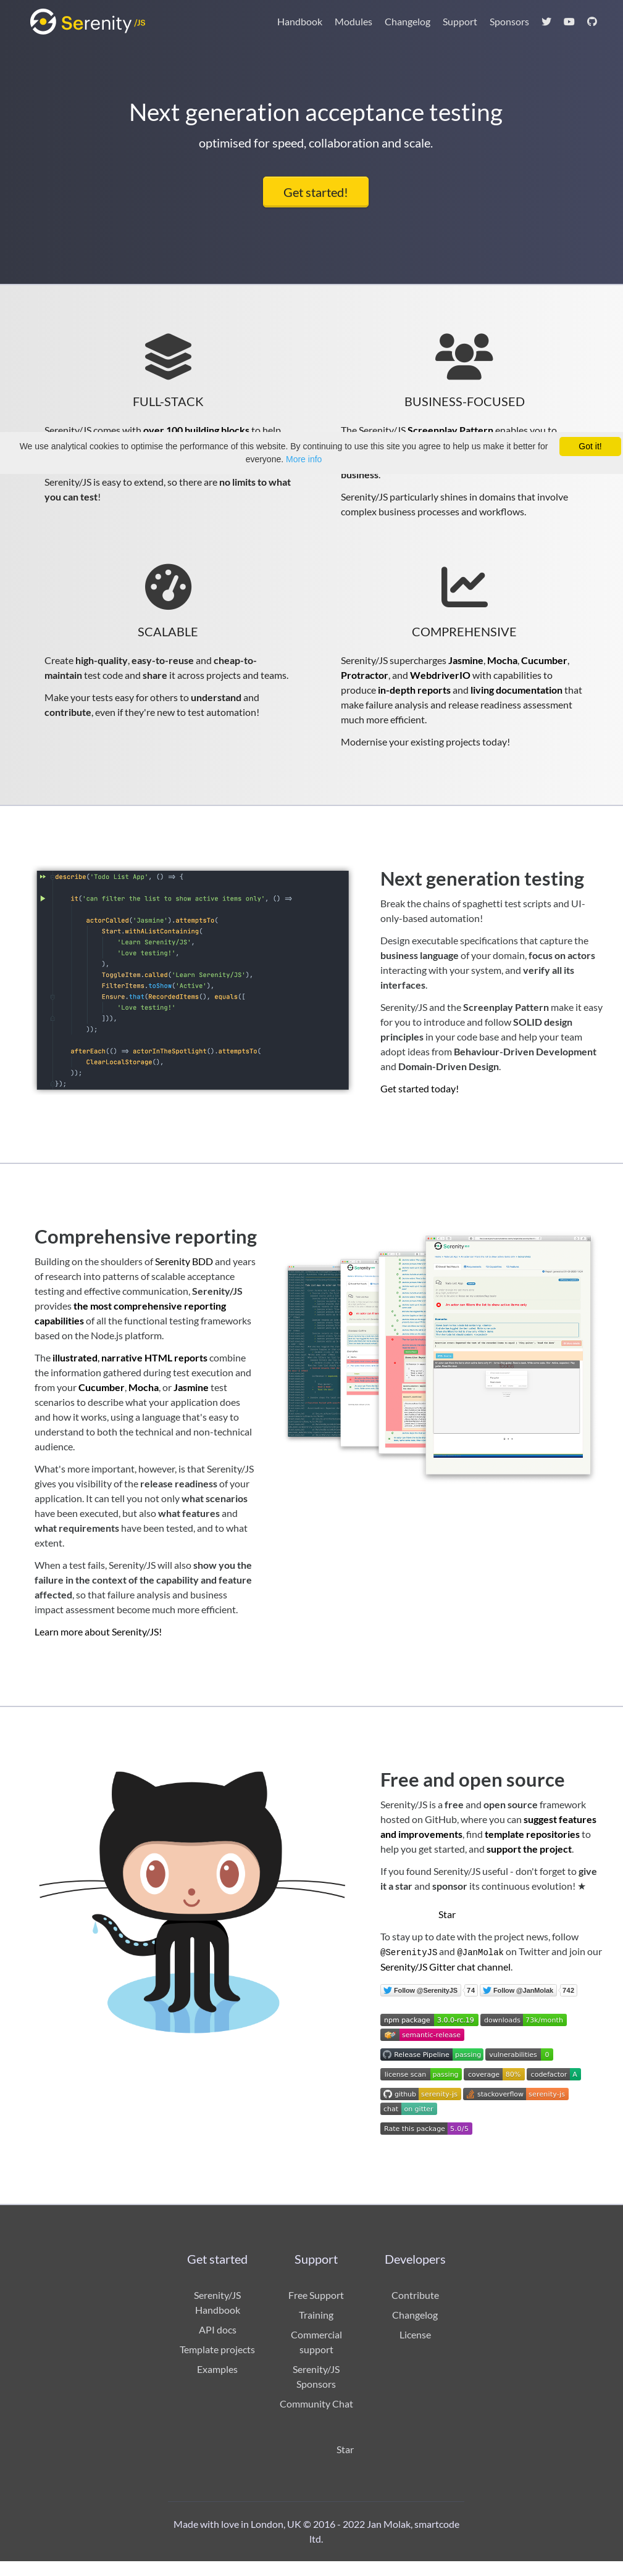 Serenity/JS
Handbook Modules Changelog Support Sponsors
Next generation acceptance testing
optimised for speed, collaboration and scale.
Get started!
FULL-STACK
Serenity/JS comes with over 100 building blocks to help
BUSINESS-FOCUSED
The Serenity/JS Screenplay Pattern enables you to
We use analytical cookies to optimise the performance of this website. By continuing to use this site you agree to help us make it better for
everyone. More info
Got it!
Serenity/JS is easy to extend, so there are no limits to what
you can test!
business.
Serenity/JS particularly shines in domains that involve
complex business processes and workflows.
SCALABLE
Create high-quality, easy-to-reuse and cheap-to-
maintain test code and share it across projects and teams.
Make your tests easy for others to understand and
contribute, even if they're new to test automation!
COMPREHENSIVE
Serenity/JS supercharges Jasmine, Mocha, Cucumber,
Protractor, and WebdriverIO with capabilities to
produce in-depth reports and living documentation that
make failure analysis and release readiness assessment
much more efficient.
Modernise your existing projects today!
describe('Todo List App', () => {
it('can filter the list to show active items only', () =>
actorCalled('Jasmine').attemptsTo(
Start.withAListContaining(
'Learn Serenity/JS',
'Love testing!',
),
ToggleItem.called('Learn Serenity/JS'),
FilterItems.toShow('Active'),
Ensure.that(RecordedItems(), equals([
'Love testing!'
])),
));
afterEach(() => actorInTheSpotlight().attemptsTo(
ClearLocalStorage(),
));
});
Next generation testing
Break the chains of spaghetti test scripts and UI-
only-based automation!
Design executable specifications that capture the
business language of your domain, focus on actors
interacting with your system, and verify all its
interfaces.
Serenity/JS and the Screenplay Pattern make it easy
for you to introduce and follow SOLID design
principles in your code base and help your team
adopt ideas from Behaviour-Driven Development
and Domain-Driven Design.
Get started today!
Comprehensive reporting
Building on the shoulders of Serenity BDD and years
of research into patterns of scalable acceptance
testing and effective communication, Serenity/JS
provides the most comprehensive reporting
capabilities of all the functional testing frameworks
based on the Node.js platform.
The illustrated, narrative HTML reports combine
the information gathered during test execution and
from your Cucumber, Mocha, or Jasmine test
scenarios to describe what your application does
and how it works, using a language that's easy to
understand to both the technical and non-technical
audience.
What's more important, however, is that Serenity/JS
gives you visibility of the release readiness of your
application. It can tell you not only what scenarios
have been executed, but also what features and
what requirements have been tested, and to what
extent.
When a test fails, Serenity/JS will also show you the
failure in the context of the capability and feature
affected, so that failure analysis and business
impact assessment become much more efficient.
Learn more about Serenity/JS!
Serenity
Free and open source
Serenity/JS is a free and open source framework
hosted on GitHub, where you can suggest features
and improvements, find template repositories to
help you get started, and support the project.
If you found Serenity/JS useful - don't forget to give
it a star and sponsor its continuous evolution! ★
Star
To stay up to date with the project news, follow
@SerenityJS and @JanMolak on Twitter and join our
Serenity/JS Gitter chat channel.
Follow @SerenityJS 74 Follow @JanMolak 742
npm package 3.0.0-rc.19 downloads 73k/month
semantic-release
Release Pipeline passing vulnerabilities 0
license scan passing coverage 80% codefactor A
github serenity-js stackoverflow serenity-js
chat on gitter
Rate this package 5.0/5
Get started
Serenity/JS
Handbook
API docs
Template projects
Examples
Support
Free Support
Training
Commercial
support
Serenity/JS
Sponsors
Community Chat
Developers
Contribute
Changelog
License
Star
Made with love in London, UK © 2016 - 2022 Jan Molak, smartcode
ltd.